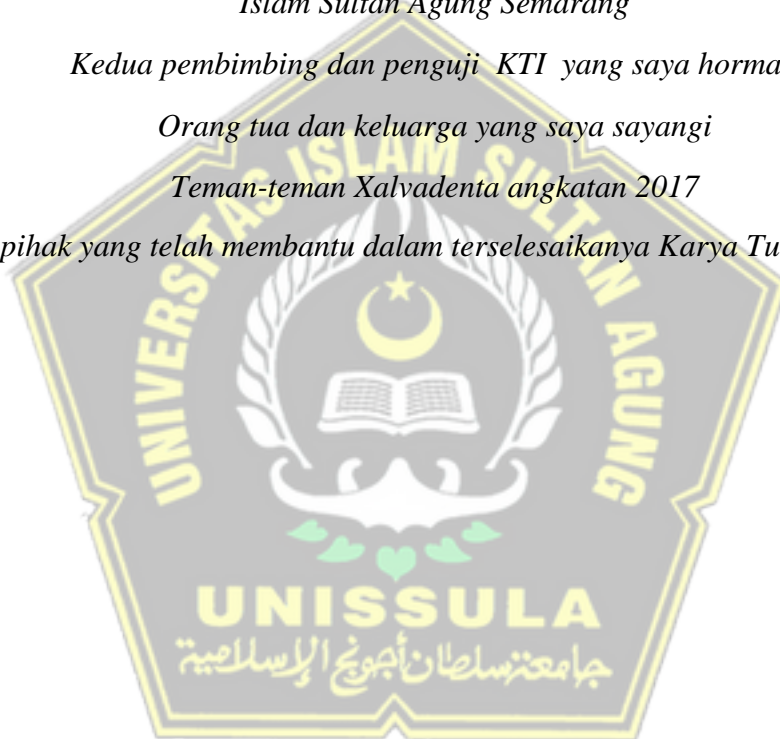 Islam Sultan Agung Semarang
Kedua pembimbing dan penguji KTI yang saya horma
Orang tua dan keluarga yang saya sayangi
Teman-teman Xalvadenta angkatan 2017
pihak yang telah membantu dalam terselesaikanya Karya Tu
UNIVERSITAS ISLAM SULTAN AGUNG
UNISSULA
جامعة سلطان أجونج الإسلامية